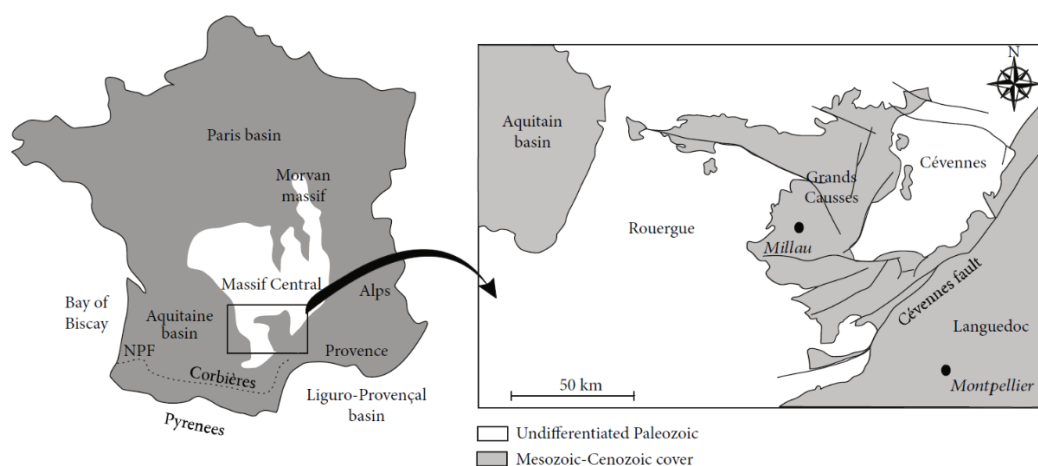 Paris basin
Morvan
massif
Massif Central
Bay of
Biscay
Aquitaine
basin
Alps
NPF
Provence
Corbières
Liguro-Provençal
basin
Pyrenees
N
Aquitain
basin
Cévennes
Grands
Causses
Rouergue
Millau
Cévennes fault
Languedoc
50 km
Montpellier
Undifferentiated Paleozoic
Mesozoic-Cenozoic cover